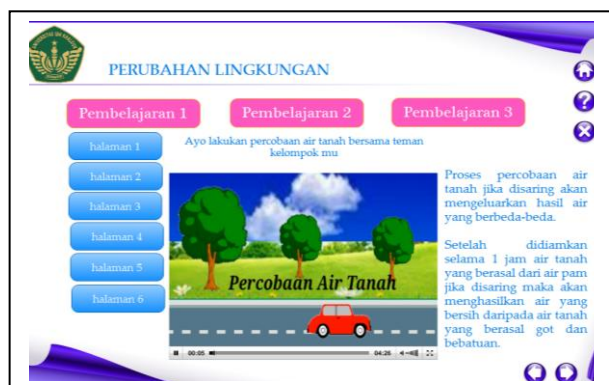 PERUBAHAN LINGKUNGAN
Pembelajaran 1
Pembelajaran 2
Pembelajaran 3
halaman 1
halaman 2
halaman 3
halaman 4
halaman 5
halaman 6
Ayo lakukan percobaan air tanah bersama teman
kelompok mu
Percobaan Air Tanah
00:05
04:26
Proses percobaan air
tanah jika disaring akan
mengeluarkan hasil air
yang berbeda-beda.
Setelah didiamkan
selama 1 jam air tanah
yang berasal dari air pam
jika disaring maka akan
menghasilkan air yang
bersih daripada air tanah
yang berasal got dan
bebatuan.
?